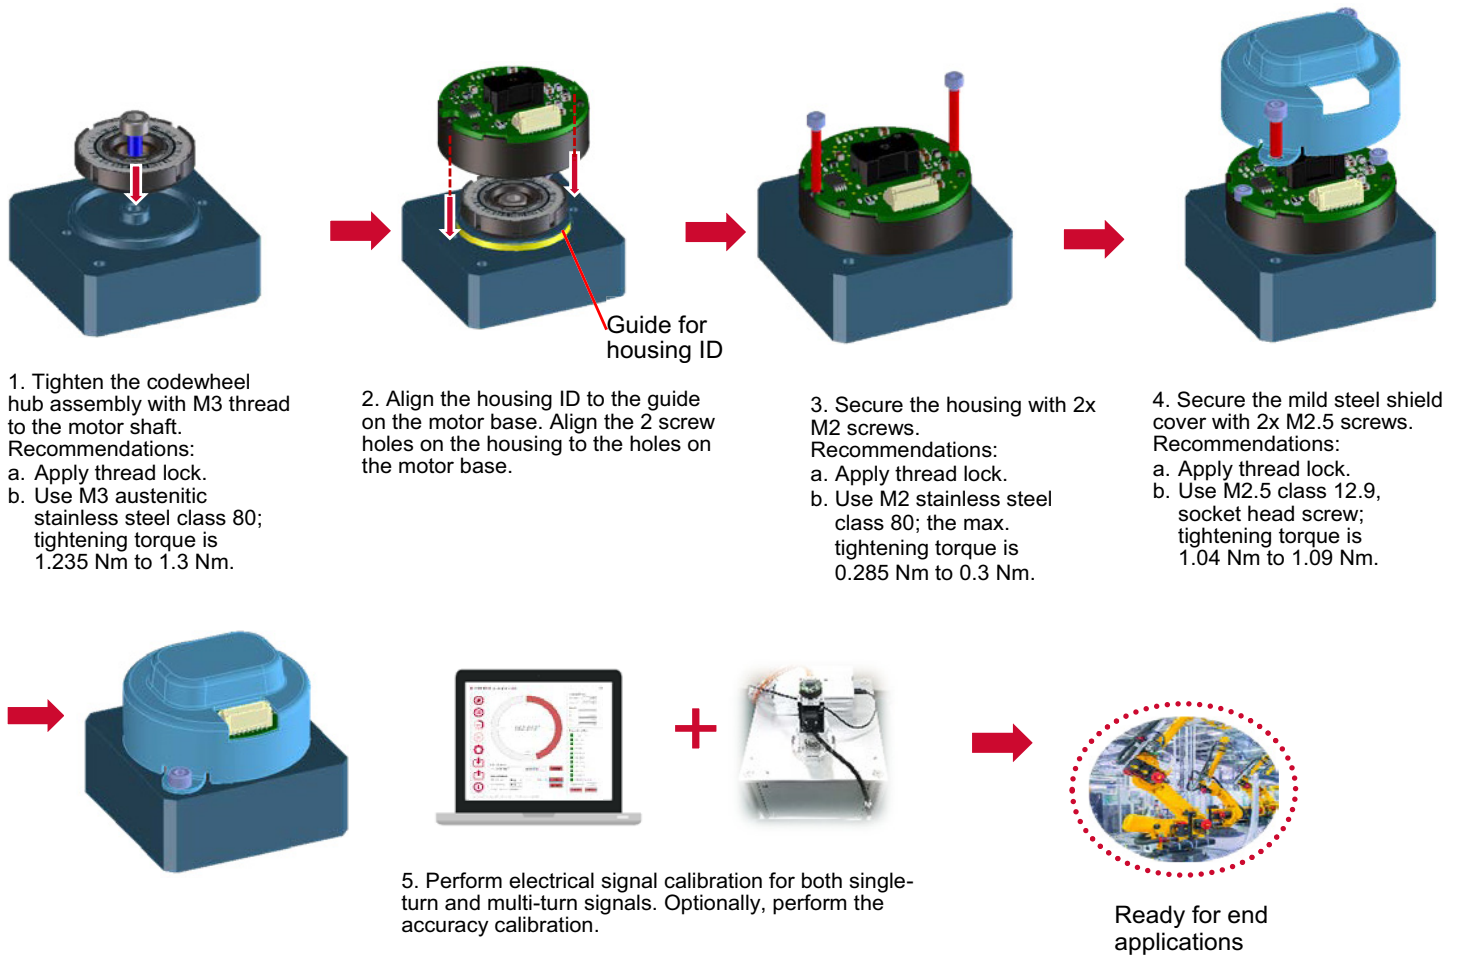 Guide for
housing ID
1. Tighten the codewheel
hub assembly with M3 thread
to the motor shaft.
Recommendations:
a. Apply thread lock.
b. Use M3 austenitic
stainless steel class 80;
tightening torque is
1.235 Nm to 1.3 Nm.
2. Align the housing ID to the guide
on the motor base. Align the 2 screw
holes on the housing to the holes on
the motor base.
3. Secure the housing with 2x
M2 screws.
Recommendations:
a. Apply thread lock.
b. Use M2 stainless steel
class 80; the max.
tightening torque is
0.285 Nm to 0.3 Nm.
4. Secure the mild steel shield
cover with 2x M2.5 screws.
Recommendations:
a. Apply thread lock.
b. Use M2.5 class 12.9,
socket head screw;
tightening torque is
1.04 Nm to 1.09 Nm.
5. Perform electrical signal calibration for both single-
turn and multi-turn signals. Optionally, perform the
accuracy calibration.
Ready for end
applications